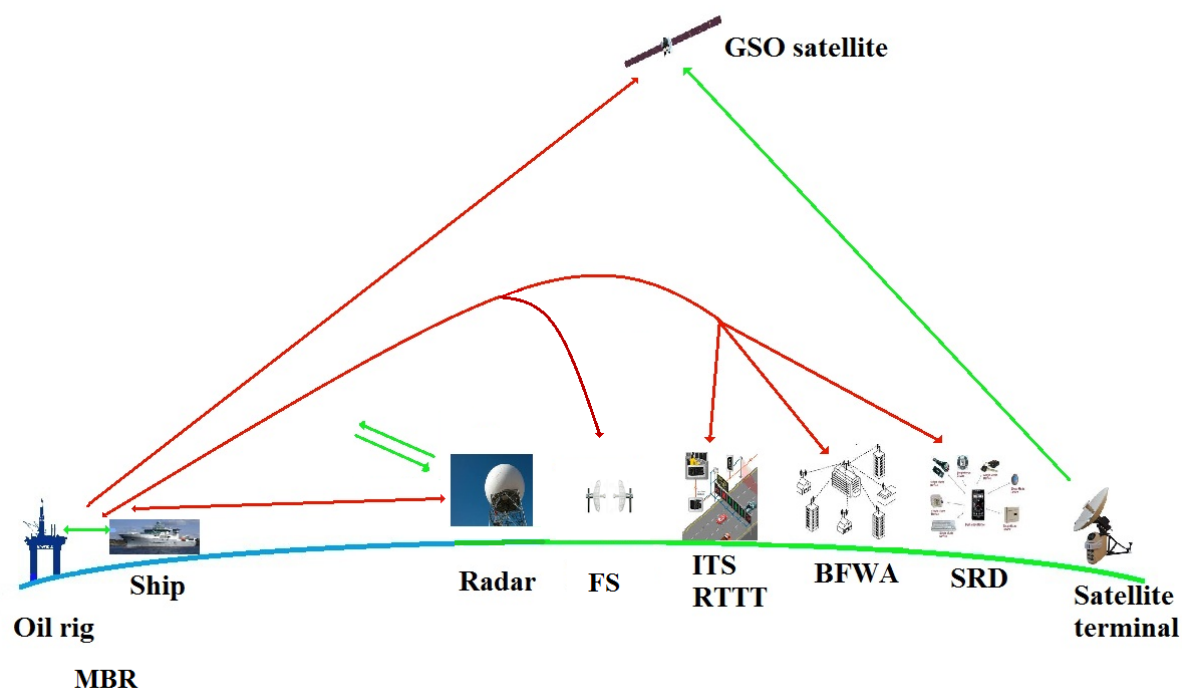 GSO satellite
Oil rig
Ship
Radar
FS
ITS
RTTT
BFWA
SRD
Satellite
terminal
MBR